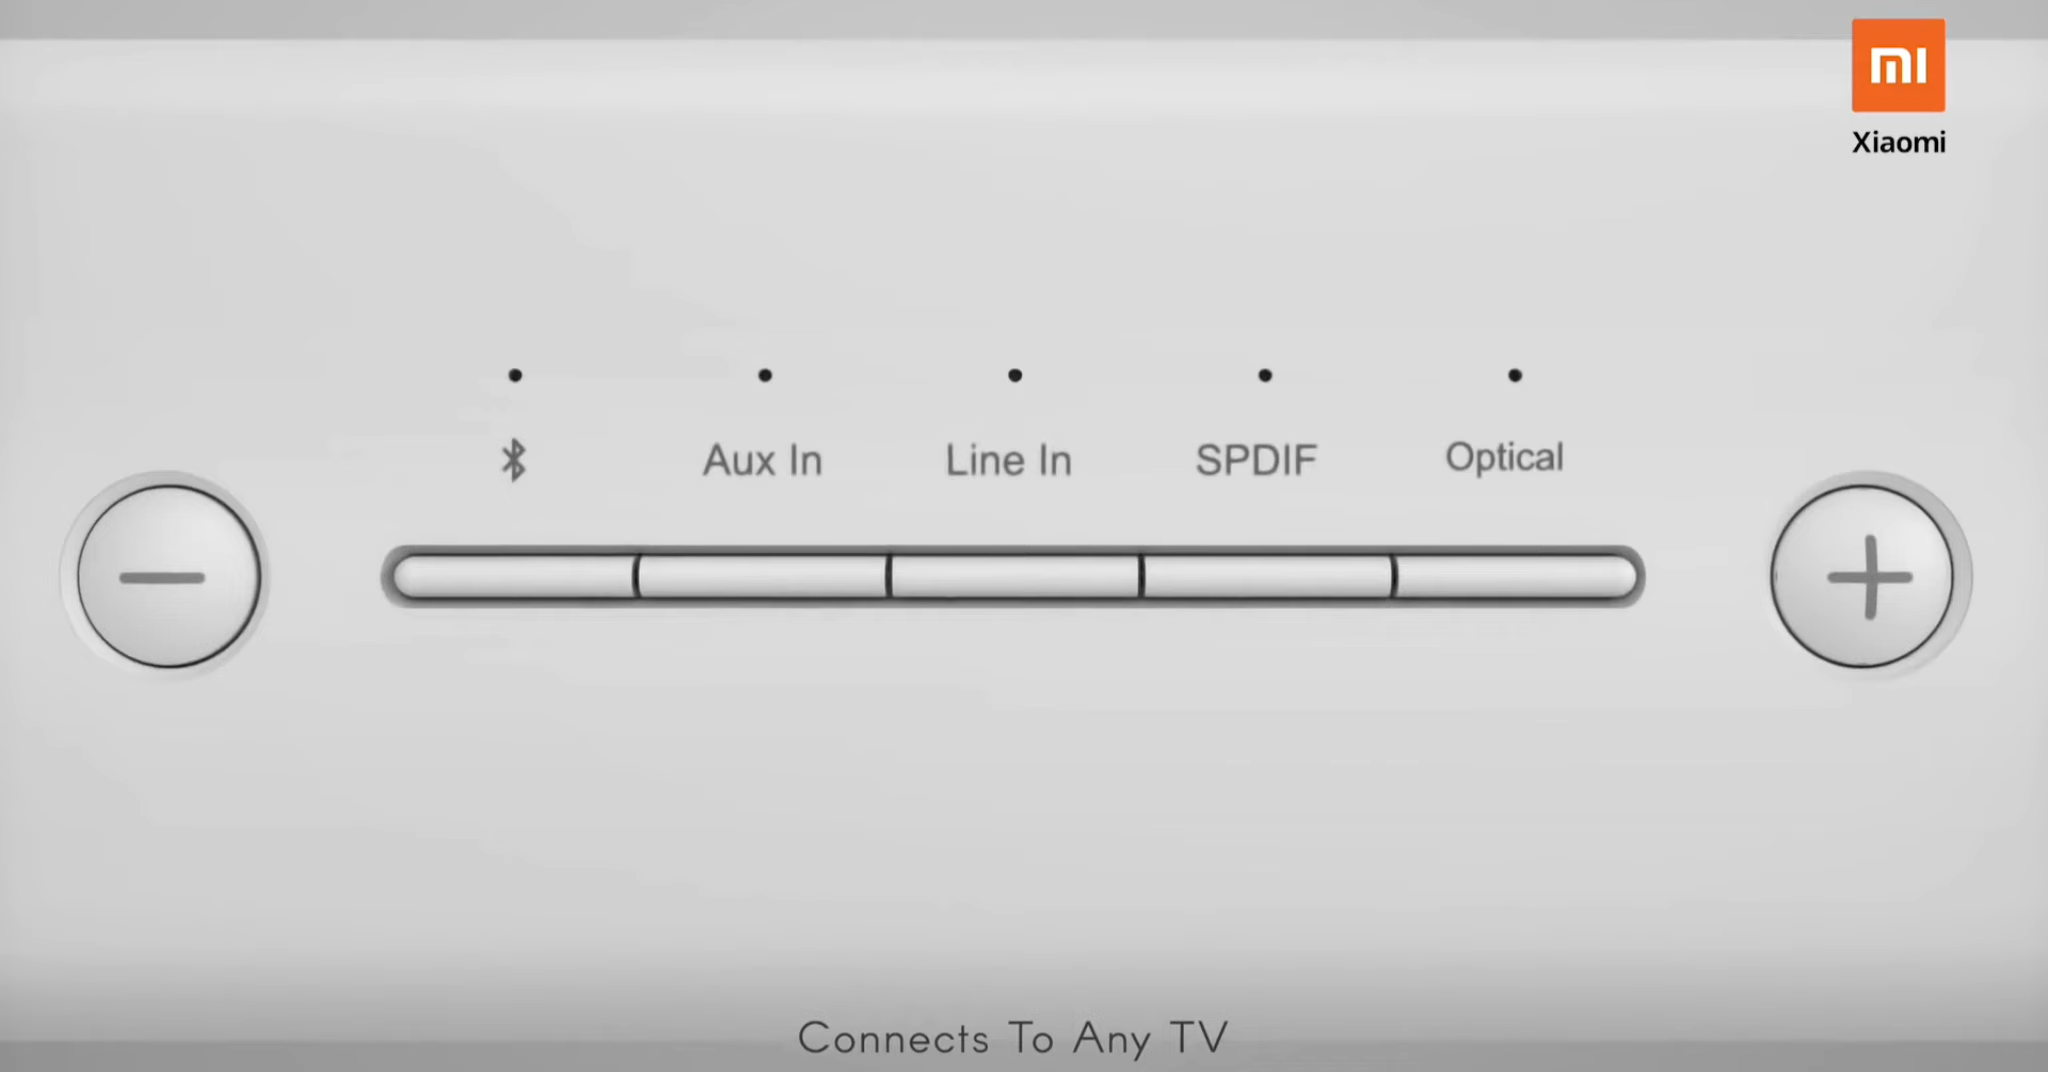 mi
Xiaomi
Aux In
Line In
SPDIF
Optical
Connects To Any TV